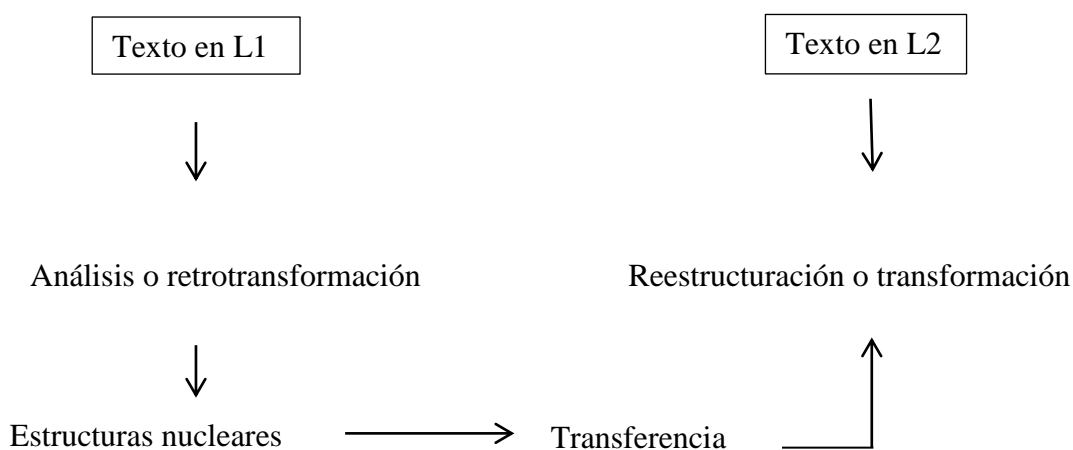 Texto en L1
Texto en L2
Análisis o retrotransformación
Reestructuración o transformación
Estructuras nucleares
Transferencia